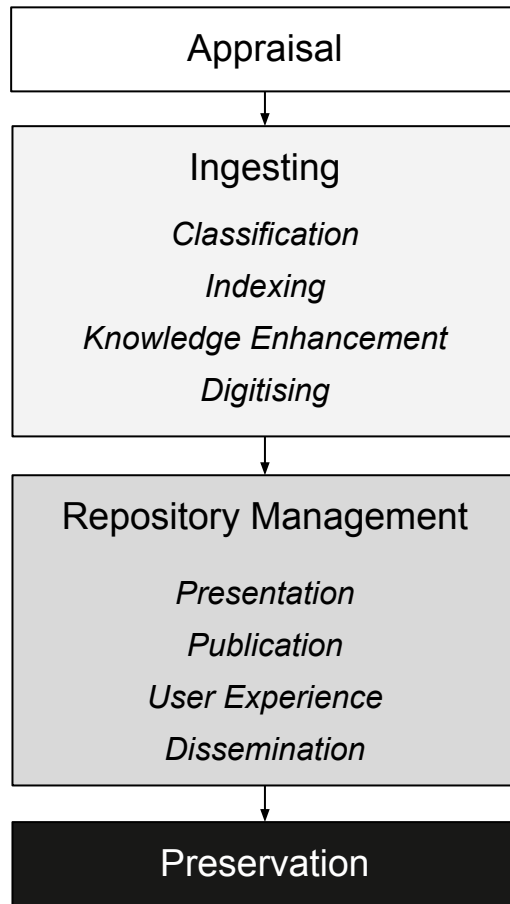 Appraisal
Ingesting
Classification
Indexing
Knowledge Enhancement
Digitising
Repository Management
Presentation
Publication
User Experience
Dissemination
Preservation